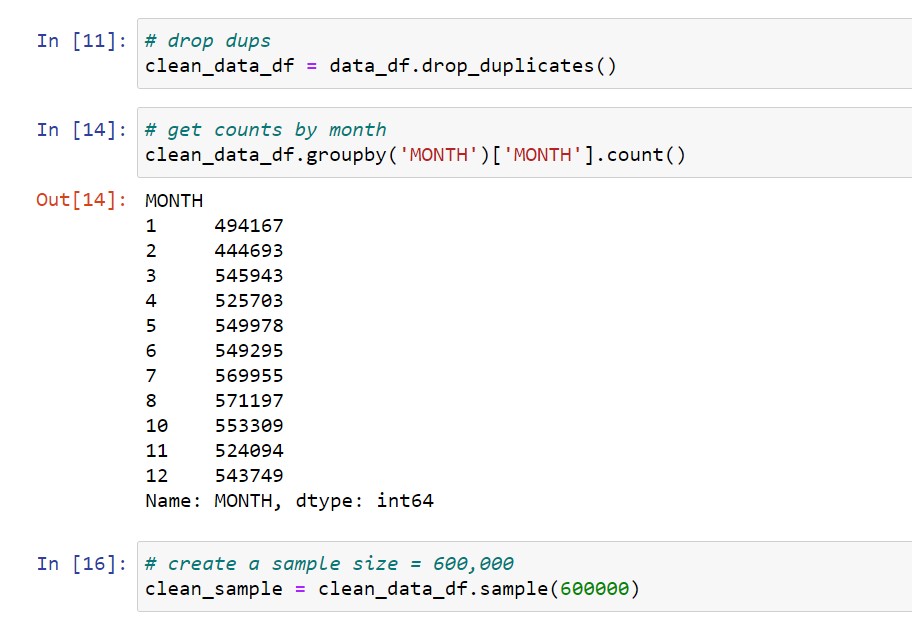 In [11]: # drop dups
clean_data_df = data_df.drop_duplicates()
In [14]: # get counts by month
clean_data_df.groupby('MONTH')['MONTH'].count()
Out[14]: MONTH
1 494167
2 444693
3 545943
4 525703
5 549978
6 549295
7 569955
8 571197
10 553309
11 524094
12 543749
Name: MONTH, dtype: int64
In [16]: # create a sample size = 600,000
clean_sample = clean_data_df.sample(600000)